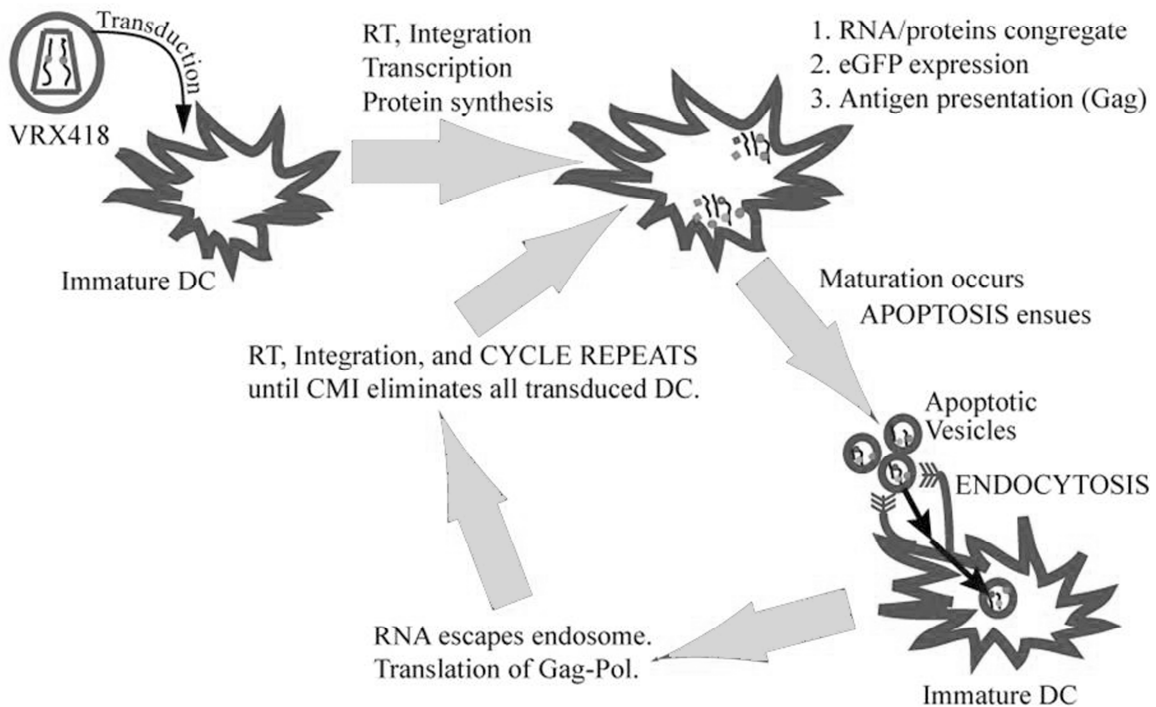 Transduction
VRX418
Immature DC
RT, Integration
Transcription
Protein synthesis
1. RNA/proteins congregate
2. eGFP expression
3. Antigen presentation (Gag)
Maturation occurs
APOPTOSIS ensues
Apoptotic
Vesicles
ENDOCYTOSIS
Immature DC
RNA escapes endosome.
Translation of Gag-Pol.
RT, Integration, and CYCLE REPEATS
until CMI eliminates all transduced DC.